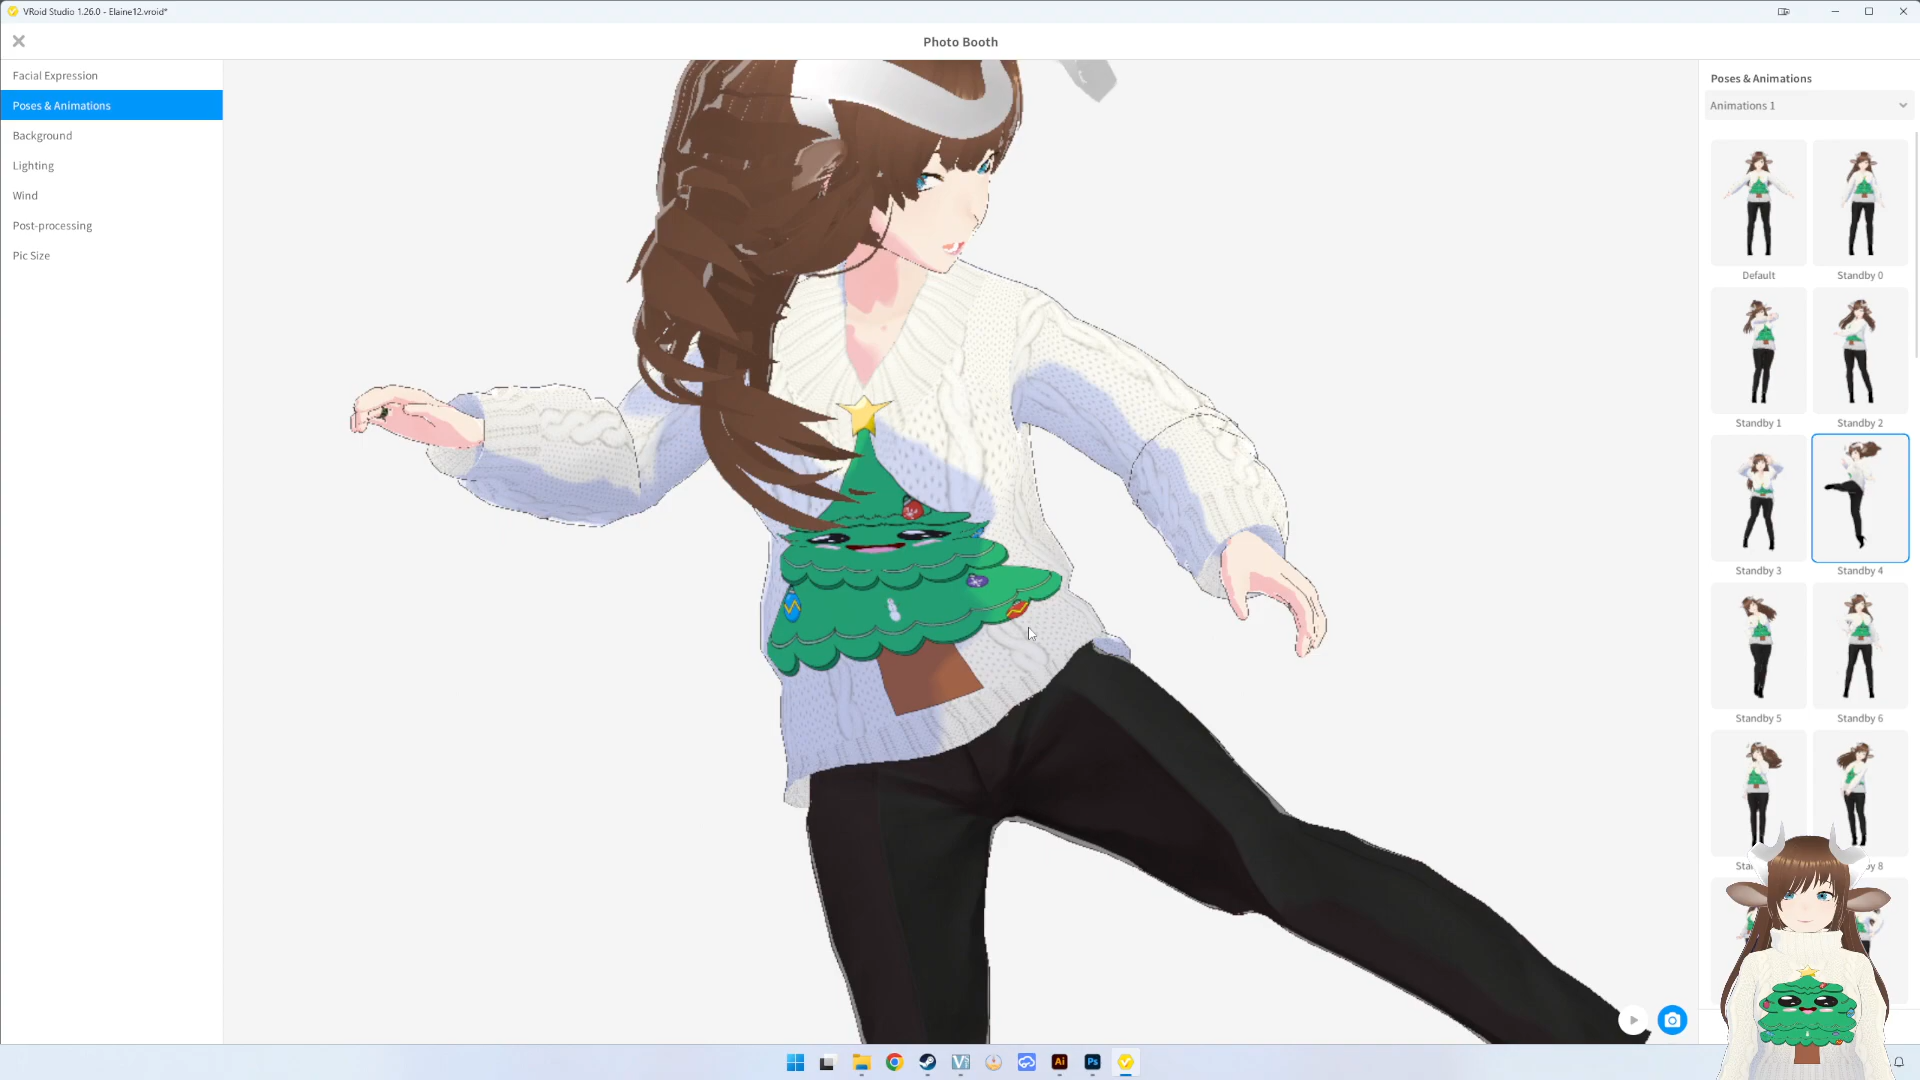 VRoid Studio 1.26.0 - Elaine12.vroid*
Photo Booth
Facial Expression
Poses & Animations
Background
Lighting
Wind
Post-processing
Pic Size
Poses & Animations
Animations 1
Default
Standby 0
Standby 1
Standby 2
Standby 3
Standby 4
Standby 5
Standby 6
Ai
Ps